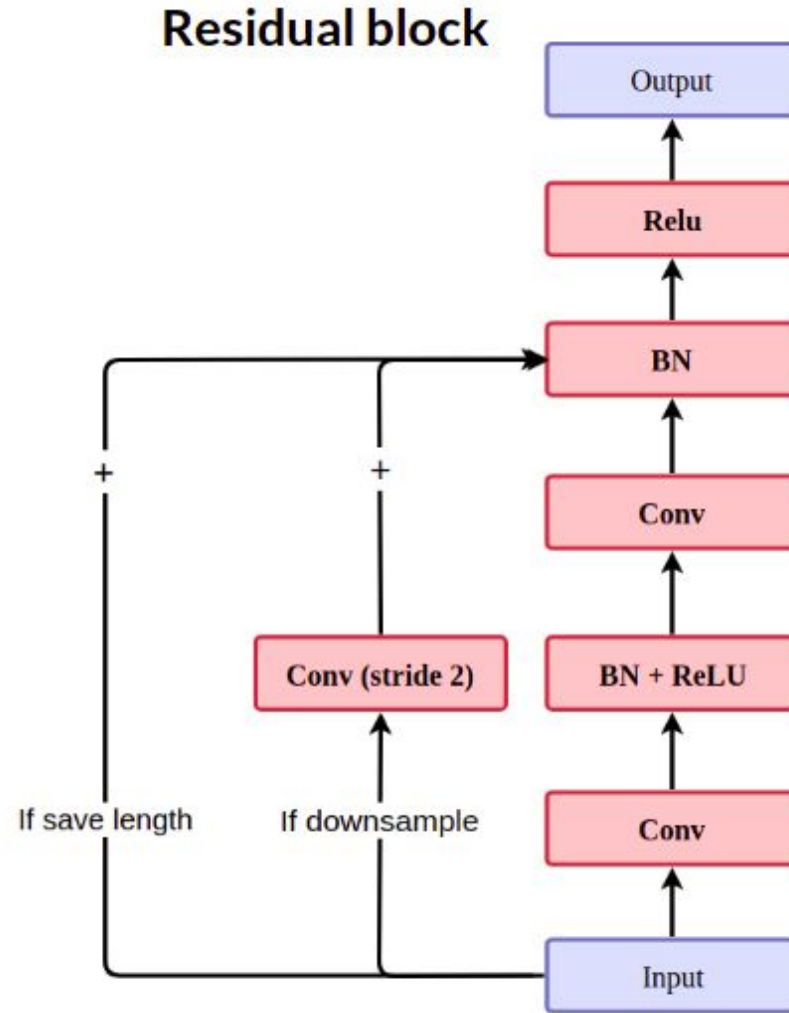 Residual block
Output
Relu
BN
+
+
Conv
Conv (stride 2)
BN + ReLU
If save length
If downsample
Conv
Input